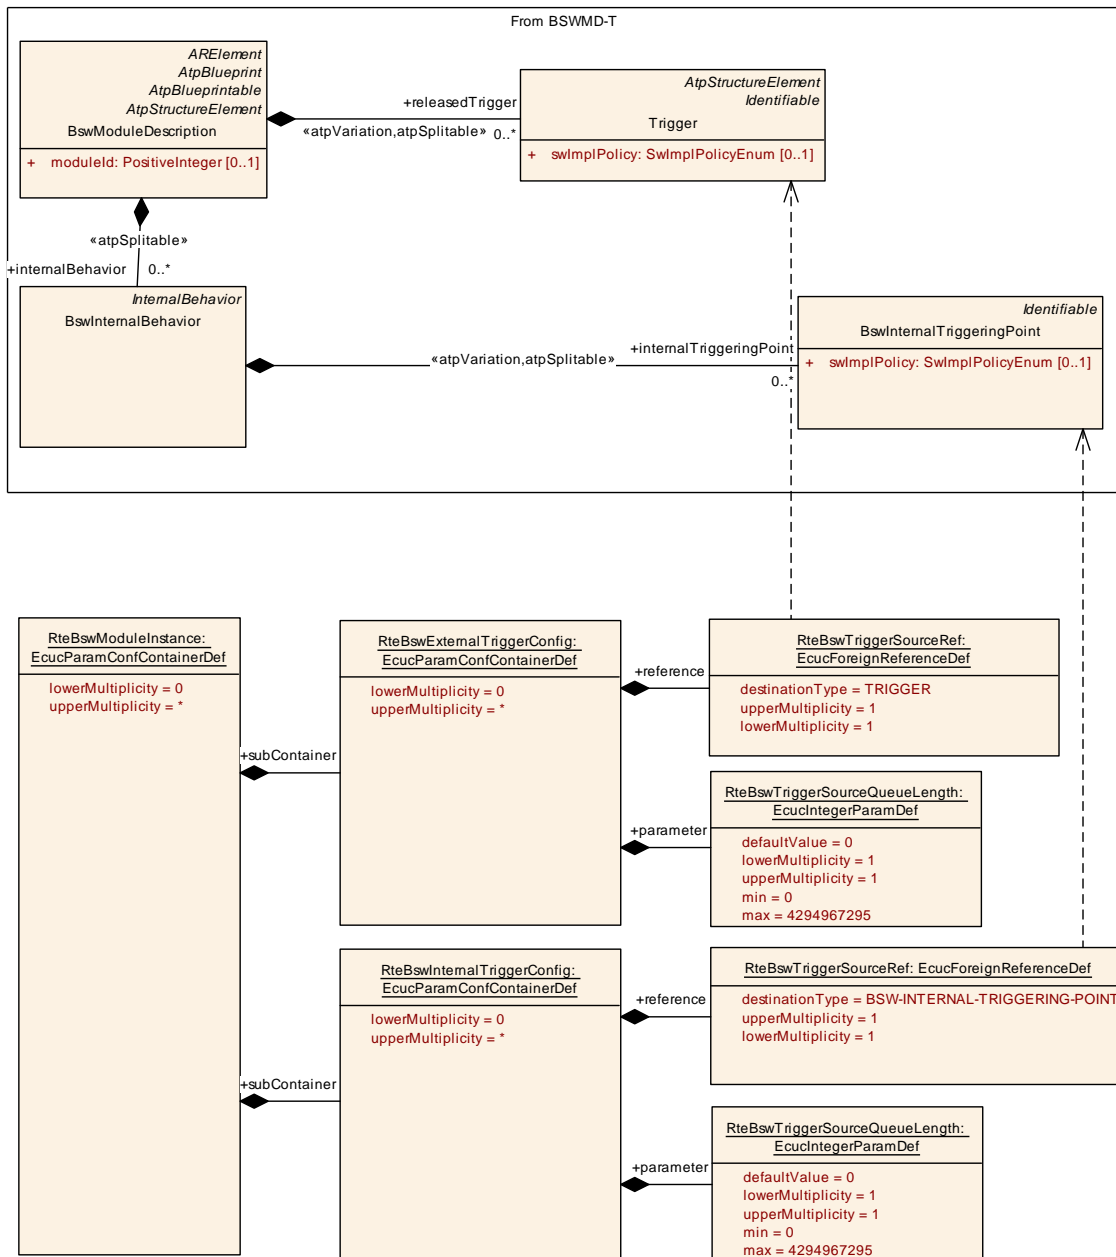 From BSWMD-T
ARElement
AtpBlueprint
AtpBlueprintable
AtpStructureElement
BswModuleDescription
+ moduleId: PositiveInteger [0..1]
+releasedTrigger
«atpVariation,atpSplitable» 0..*
AtpStructureElement
Identifiable
Trigger
+ swImplPolicy: SwImplPolicyEnum [0..1]
«atpSplitable»
+internalBehavior 0..*
InternalBehavior
BswInternalBehavior
+internalTriggeringPoint
«atpVariation,atpSplitable»
0..*
Identifiable
BswInternalTriggeringPoint
+ swImplPolicy: SwImplPolicyEnum [0..1]
RteBswModuleInstance:
EcucParamConfContainerDef
lowerMultiplicity = 0
upperMultiplicity = *
+subContainer
RteBswExternalTriggerConfig:
EcucParamConfContainerDef
lowerMultiplicity = 0
upperMultiplicity = *
+reference
RteBswTriggerSourceRef:
EcucForeignReferenceDef
destinationType = TRIGGER
upperMultiplicity = 1
lowerMultiplicity = 1
+parameter
RteBswTriggerSourceQueueLength:
EcucIntegerParamDef
defaultValue = 0
lowerMultiplicity = 1
upperMultiplicity = 1
min = 0
max = 4294967295
+subContainer
RteBswInternalTriggerConfig:
EcucParamConfContainerDef
lowerMultiplicity = 0
upperMultiplicity = *
+reference
RteBswTriggerSourceRef: EcucForeignReferenceDef
destinationType = BSW-INTERNAL-TRIGGERING-POINT
upperMultiplicity = 1
lowerMultiplicity = 1
+parameter
RteBswTriggerSourceQueueLength:
EcucIntegerParamDef
defaultValue = 0
lowerMultiplicity = 1
upperMultiplicity = 1
min = 0
max = 4294967295